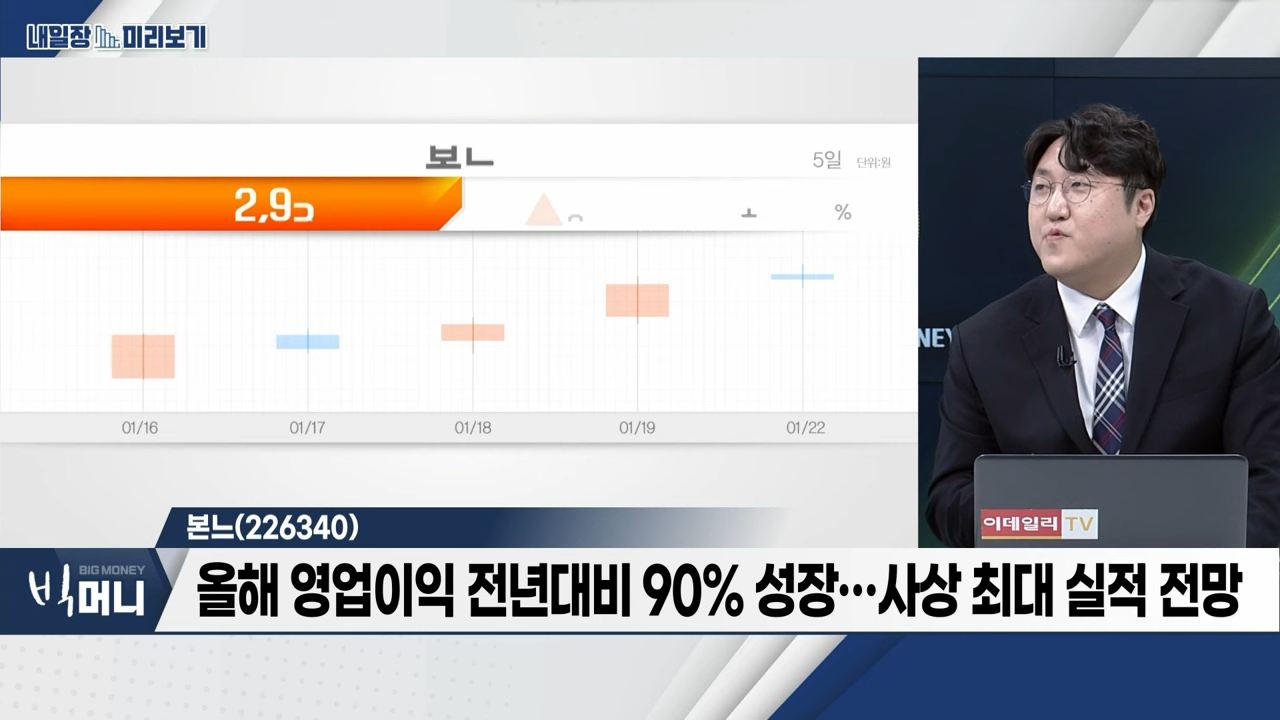 내일장 미리보기
5일 단위:원
%
01/16 01/17 01/18 01/19 01/22
NEY
이데일리 TV
본느(226340)
빅머니 BIG MONEY
올해 영업이익 전년대비 90% 성장…사상 최대 실적 전망